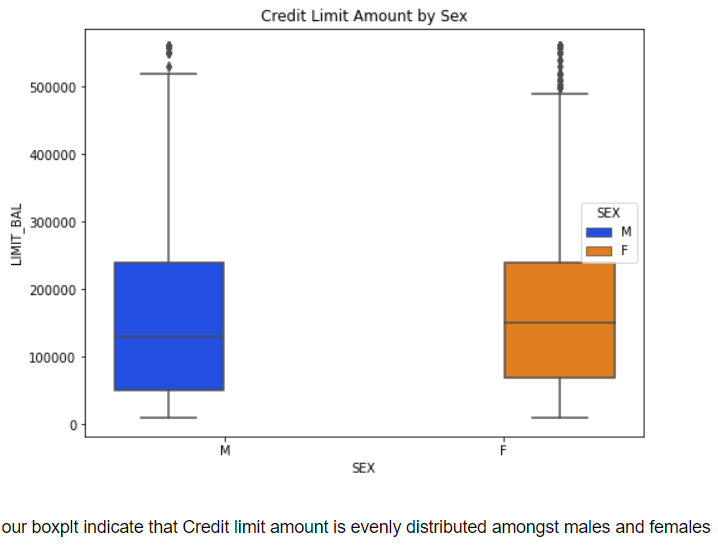 Credit Limit Amount by Sex
500000
400000
300000
200000
100000
0
LIMIT_BAL
SEX
M
F
M
F
SEX
our boxplt indicate that Credit limit amount is evenly distributed amongst males and females